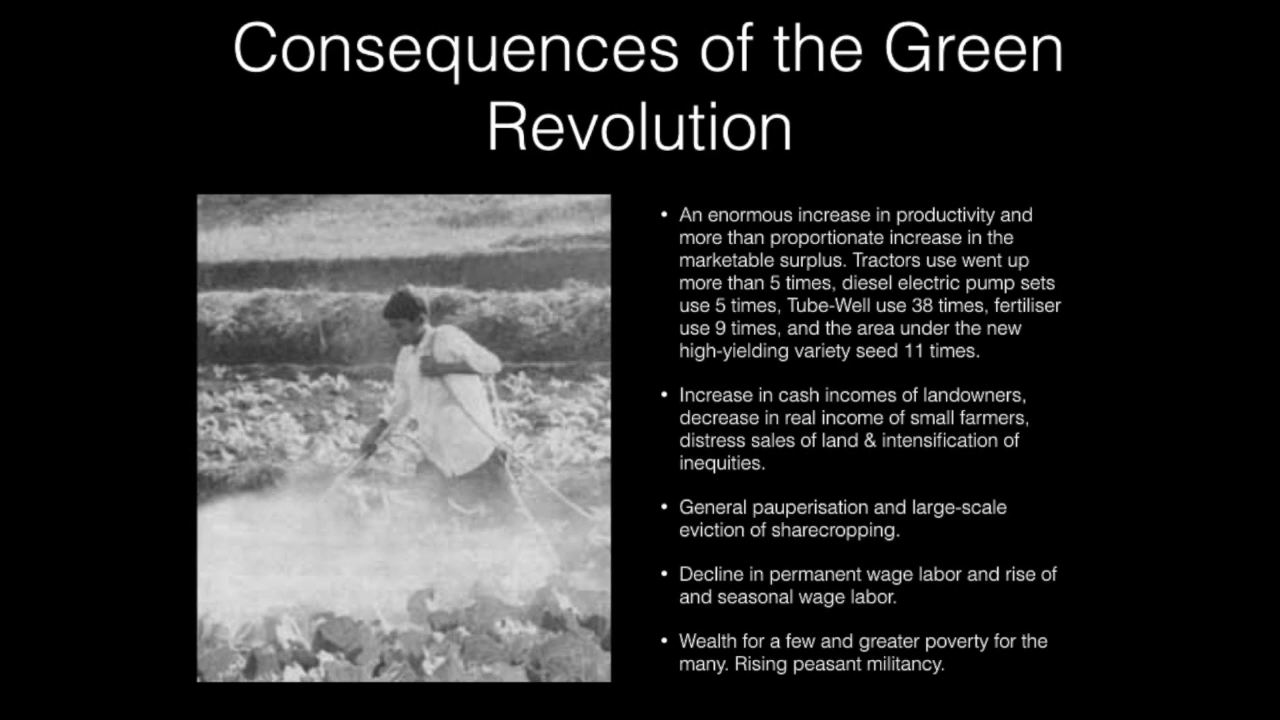 Consequences of the Green
Revolution
• An enormous increase in productivity and
more than proportionate increase in the
marketable surplus. Tractors use went up
more than 5 times, diesel electric pump sets
use 5 times, Tube-Well use 38 times, fertiliser
use 9 times, and the area under the new
high-yielding variety seed 11 times.
• Increase in cash incomes of landowners,
decrease in real income of small farmers,
distress sales of land & intensification of
inequities.
• General pauperisation and large-scale
eviction of sharecropping.
• Decline in permanent wage labor and rise of
and seasonal wage labor.
• Wealth for a few and greater poverty for the
many. Rising peasant militancy.